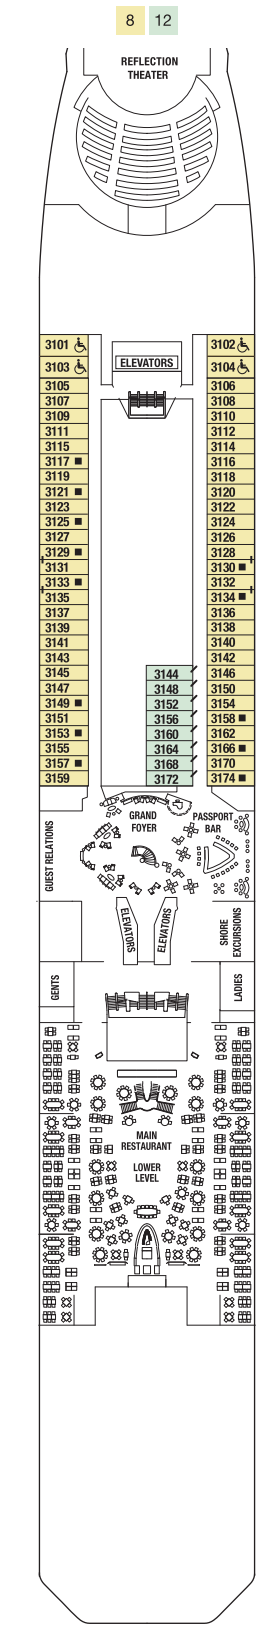 8 12
REFLECTION
THEATER
3101 3102
ELEVATORS
3103 3104
3105 3106
3107 3108
3109 3110
3111 3112
3115 3114
3117 3116
3119 3118
3121 3120
3123 3122
3125 3124
3127 3126
3129 3128
3131 3130
3133 3132
3135 3134
3137 3136
3139 3138
3141 3140
3143 3142
3145 3144 3146
3147 3148 3150
3149 3152 3154
3151 3156 3158
3153 3160 3162
3155 3164 3166
3157 3168 3170
3159 3172 3174
GUEST RELATIONS
GRAND
FOYER
PASSPORT
BAR
ELEVATORS
ELEVATORS
SHORE
EXCURSIONS
GENTS
LADIES
MAIN
RESTAURANT
LOWER
LEVEL